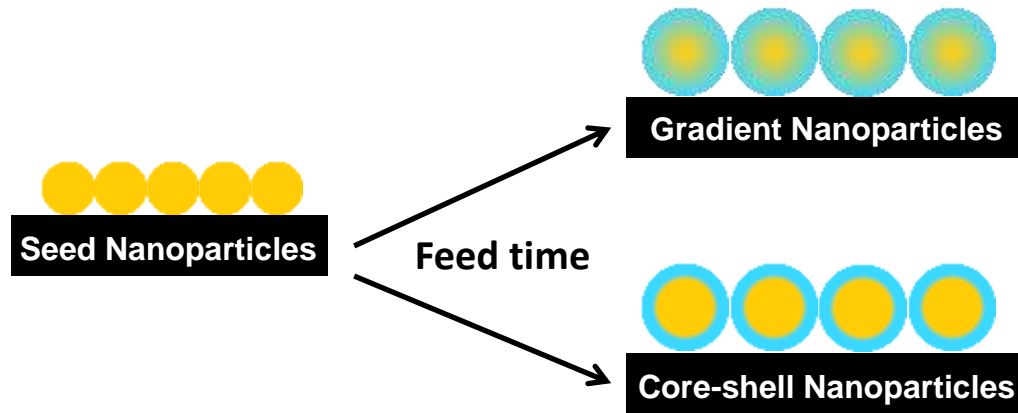 Gradient Nanoparticles
Seed Nanoparticles
Feed time
Core-shell Nanoparticles